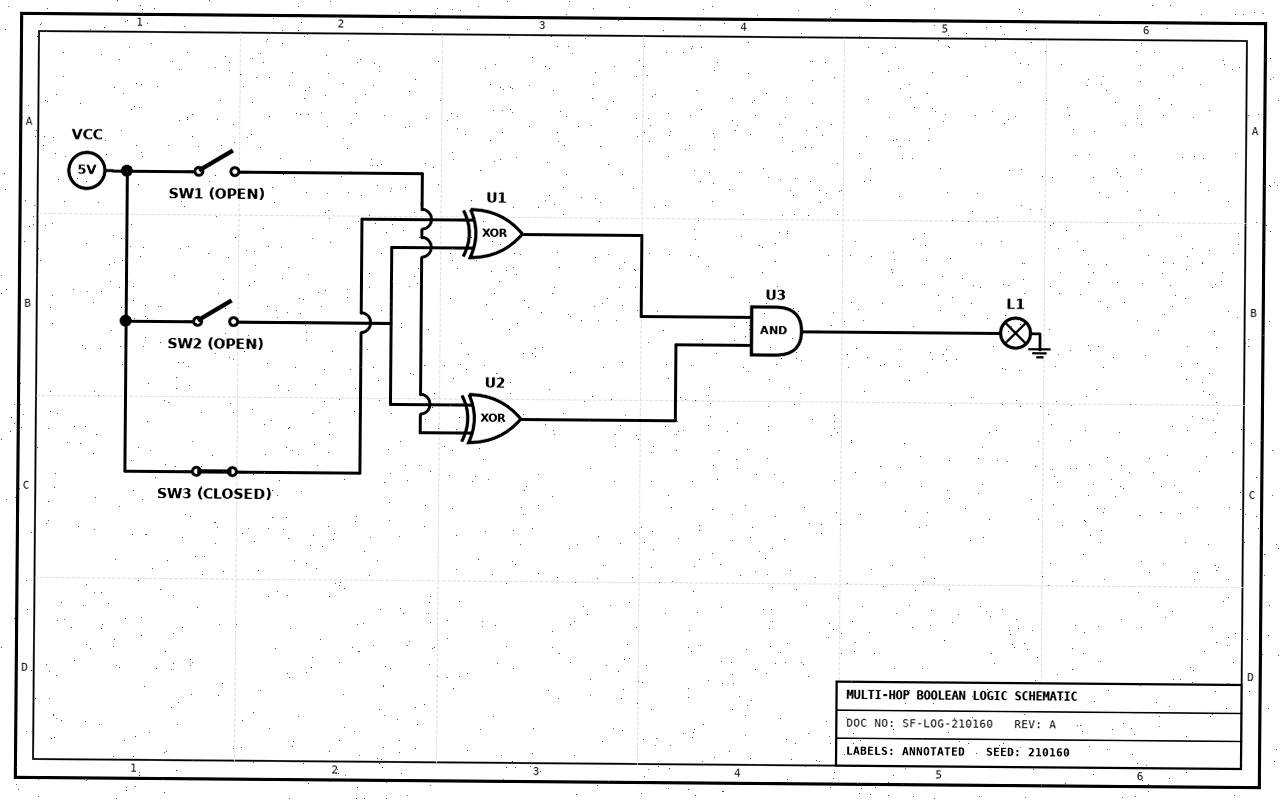 1 2 3 4 5 6
A A
VCC
5V
SW1 (OPEN)
U1
XOR
B B
U3
AND
L1
SW2 (OPEN)
U2
XOR
C C
SW3 (CLOSED)
D D
MULTI-HOP BOOLEAN LOGIC SCHEMATIC
DOC NO: SF-LOG-210160 REV: A
LABELS: ANNOTATED SEED: 210160
1 2 3 4 5 6